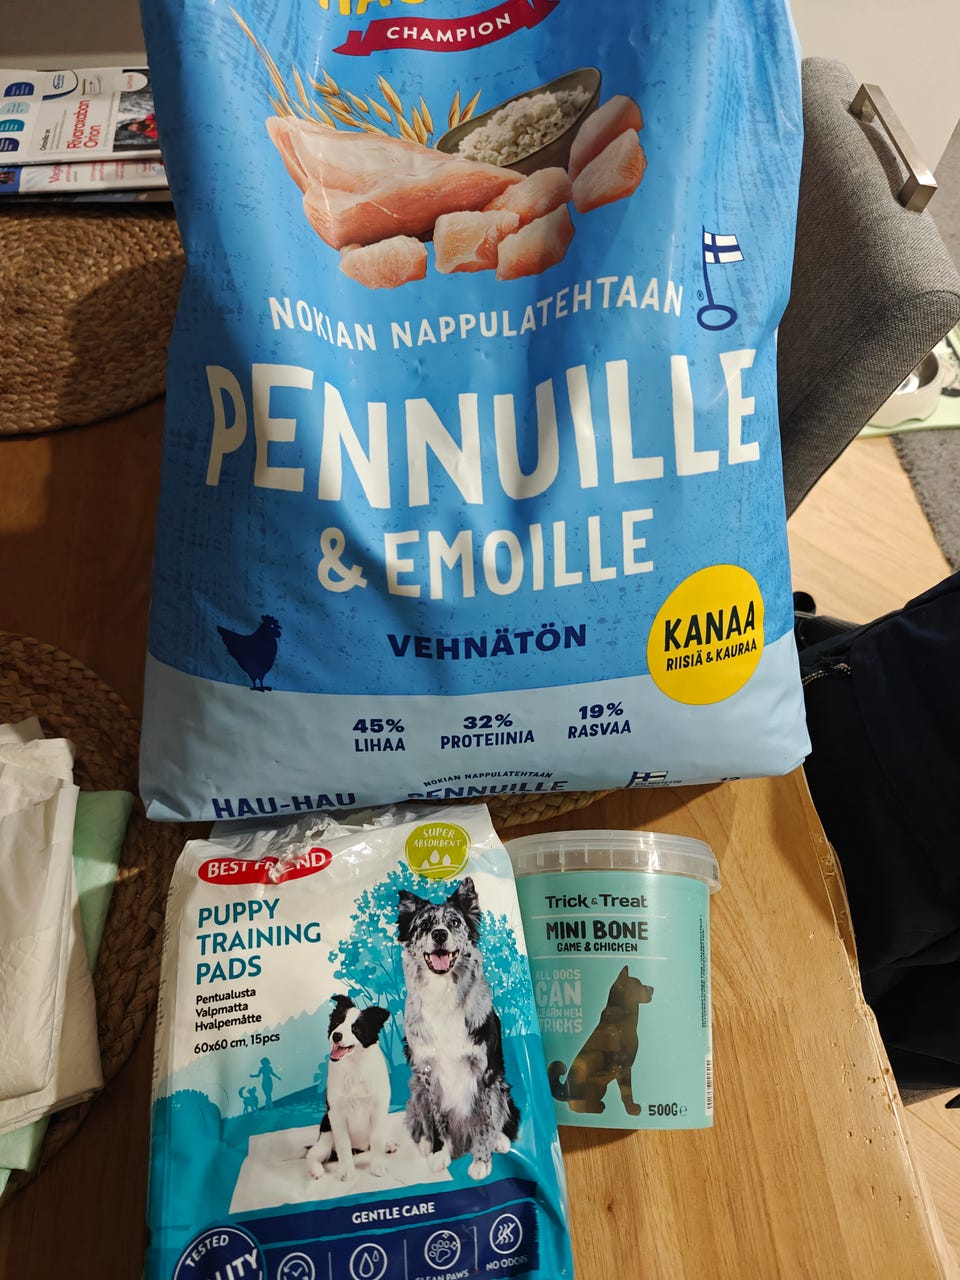 CHAMPION
NOKIAN NAPPULATEHTAAN
PENNUILLE
& EMOILLE
VEHNÄTÖN
KANAA
RIISIÄ & KAURAA
45%
LIHAA
32%
PROTEIINIA
19%
RASVAA
HAU-HAU
NOKIAN NAPPULATEHTAAN
PENNUILLE
Rivaraxaban
Orion
BEST FRIEND
SUPER
ABSORBENT
PUPPY
TRAINING
PADS
Pentualusta
Valpmatta
Hvalpemåtte
60x60 cm, 15pcs
GENTLE CARE
TESTED
CLEAN PAWS
NO ODORS
Trick & Treat
MINI BONE
GAME & CHICKEN
ALL DOGS
CAN
LEARN NEW
TRICKS
500G e